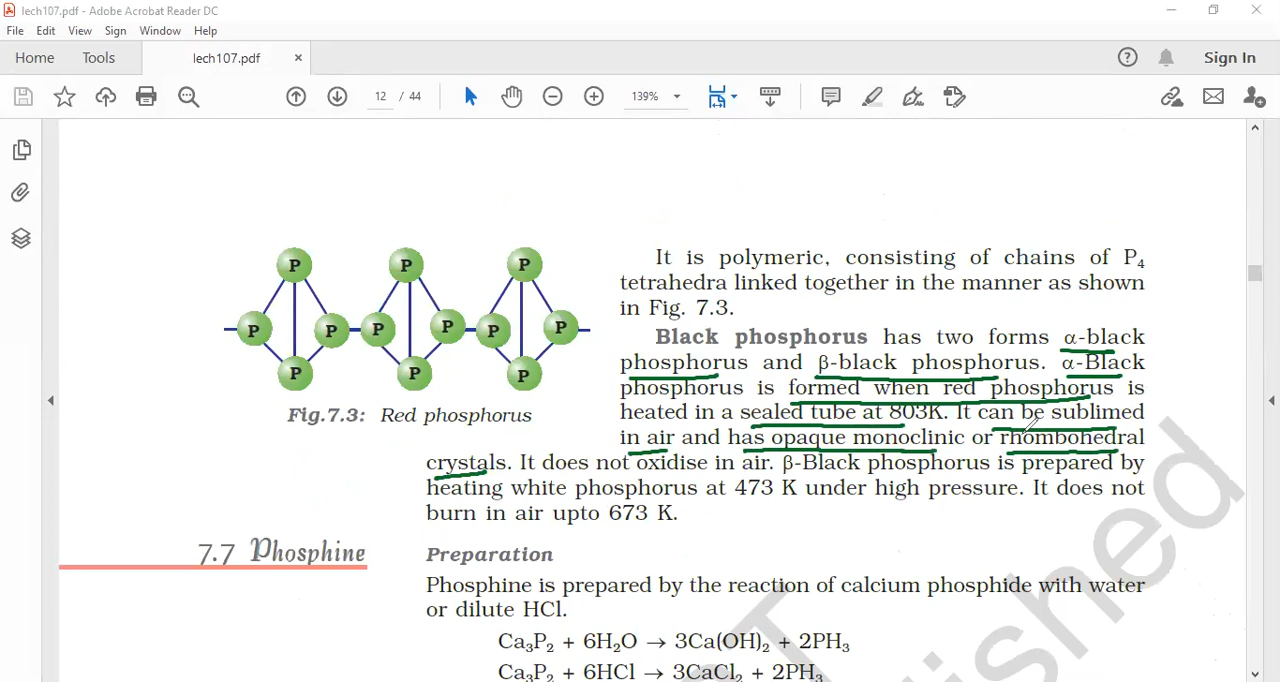 lech107.pdf - Adobe Acrobat Reader DC
File Edit View Sign Window Help
Home Tools lech107.pdf × Sign In
12 / 44 139%
P P P
P P P P P P
P P P
Fig.7.3: Red phosphorus
It is polymeric, consisting of chains of P₄
tetrahedra linked together in the manner as shown
in Fig. 7.3.
Black phosphorus has two forms α-black
phosphorus and β-black phosphorus. α-Black
phosphorus is formed when red phosphorus is
heated in a sealed tube at 803K. It can be sublimed
in air and has opaque monoclinic or rhombohedral
crystals. It does not oxidise in air. β-Black phosphorus is prepared by
heating white phosphorus at 473 K under high pressure. It does not
burn in air upto 673 K.
7.7 Phosphine
Preparation
Phosphine is prepared by the reaction of calcium phosphide with water
or dilute HCl.
Ca₃P₂ + 6H₂O → 3Ca(OH)₂ + 2PH₃
Ca₃P₂ + 6HCl → 3CaCl₂ + 2PH₃